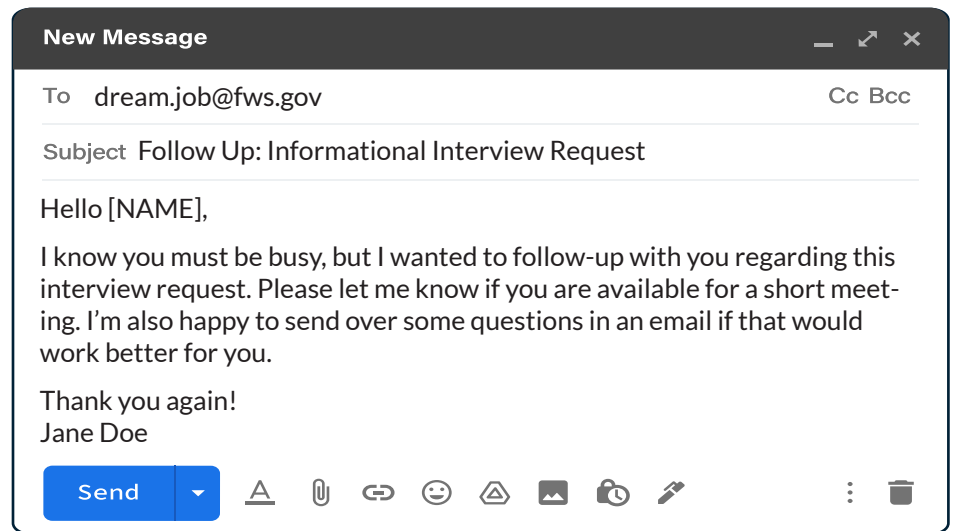 New Message
To dream.job@fws.gov Cc Bcc
Subject Follow Up: Informational Interview Request
Hello [NAME],
I know you must be busy, but I wanted to follow-up with you regarding this
interview request. Please let me know if you are available for a short meet-
ing. I’m also happy to send over some questions in an email if that would
work better for you.
Thank you again!
Jane Doe
Send